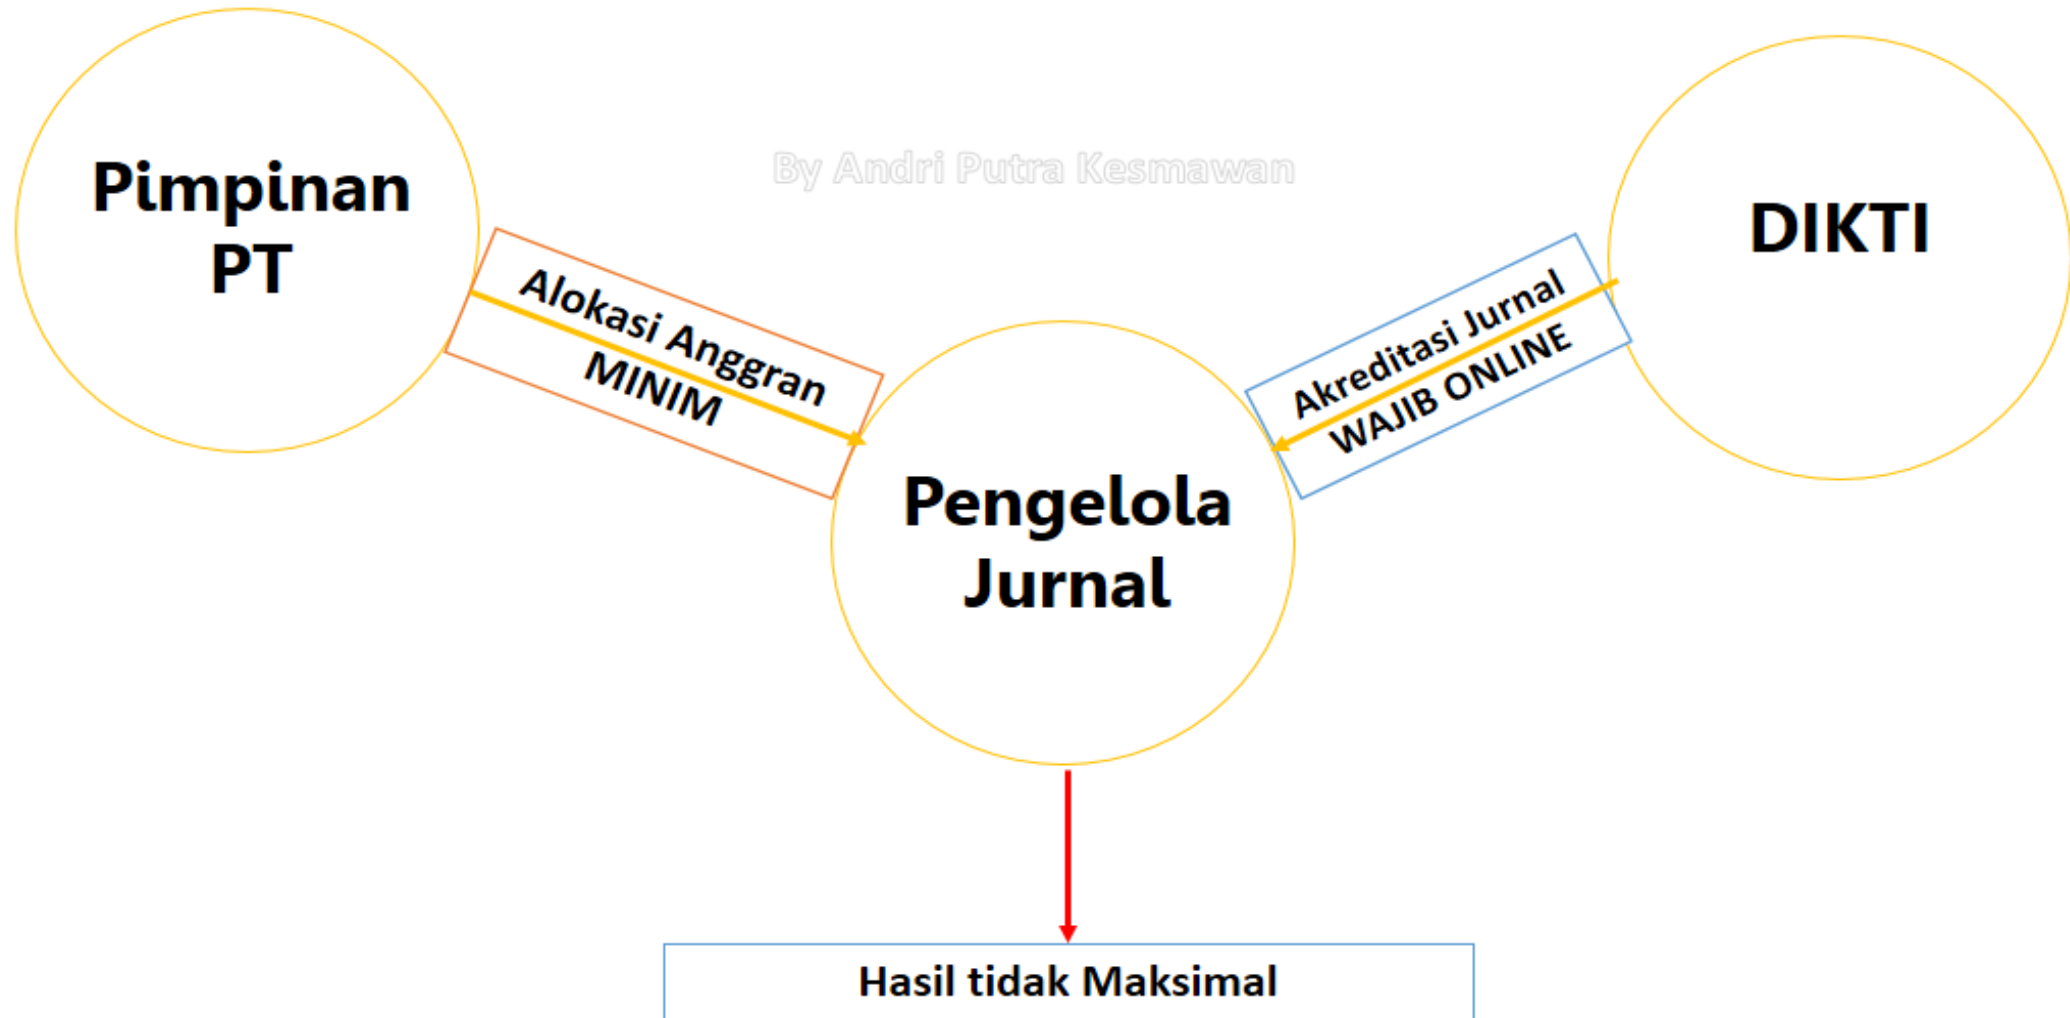 Pimpinan
PT
By Andri Putra Kesmawan
DIKTI
Alokasi Anggran
MINIM
Akreditasi Jurnal
WAJIB ONLINE
Pengelola
Jurnal
Hasil tidak Maksimal